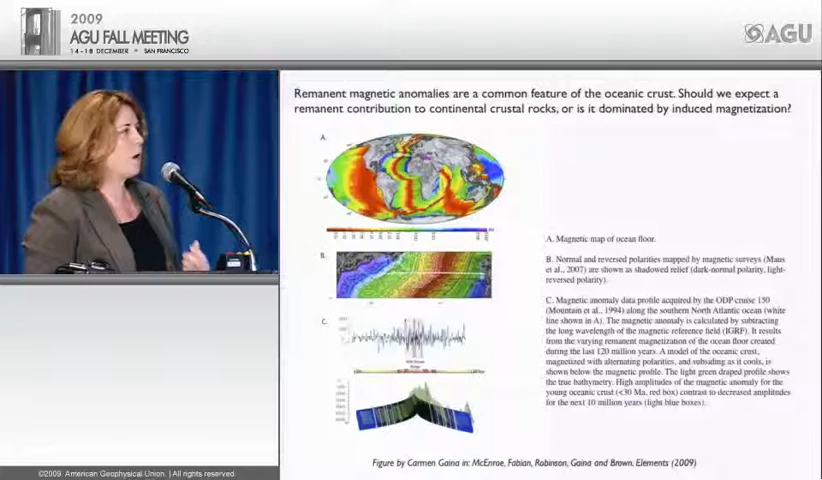 2009
AGU FALL MEETING
14-18 DECEMBER • SAN FRANCISCO
AGU
Remanent magnetic anomalies are a common feature of the oceanic crust. Should we expect a
remanent contribution to continental crustal rocks, or is it dominated by induced magnetization?
A.
B.
C.
A. Magnetic map of ocean floor.
B. Normal and reversed polarities mapped by magnetic surveys (Maus
et al., 2007) are shown as shadowed relief (dark-normal polarity, light-
reversed polarity).
C. Magnetic anomaly data profile acquired by the ODP cruise 150
(Mountain et al., 1994) along the southern North Atlantic ocean (white
line shown in A). The magnetic anomaly is calculated by subtracting
the long wavelength of the magnetic reference field (IGRF). It results
from the varying remanent magnetization of the ocean floor created
during the last 120 million years. A model of the oceanic crust,
magnetized with alternating polarities, and subsiding as it cools, is
shown below the magnetic profile. The light green draped profile shows
the true bathymetry. High amplitudes of the magnetic anomaly for the
young oceanic crust (<30 Ma, red box) contrast to decreased amplitudes
for the next 10 million years (light blue boxes).
Figure by Carmen Gaina in: McEnroe, Fabian, Robinson, Gaina and Brown, Elements (2009)
©2009. American Geophysical Union. | All rights reserved.